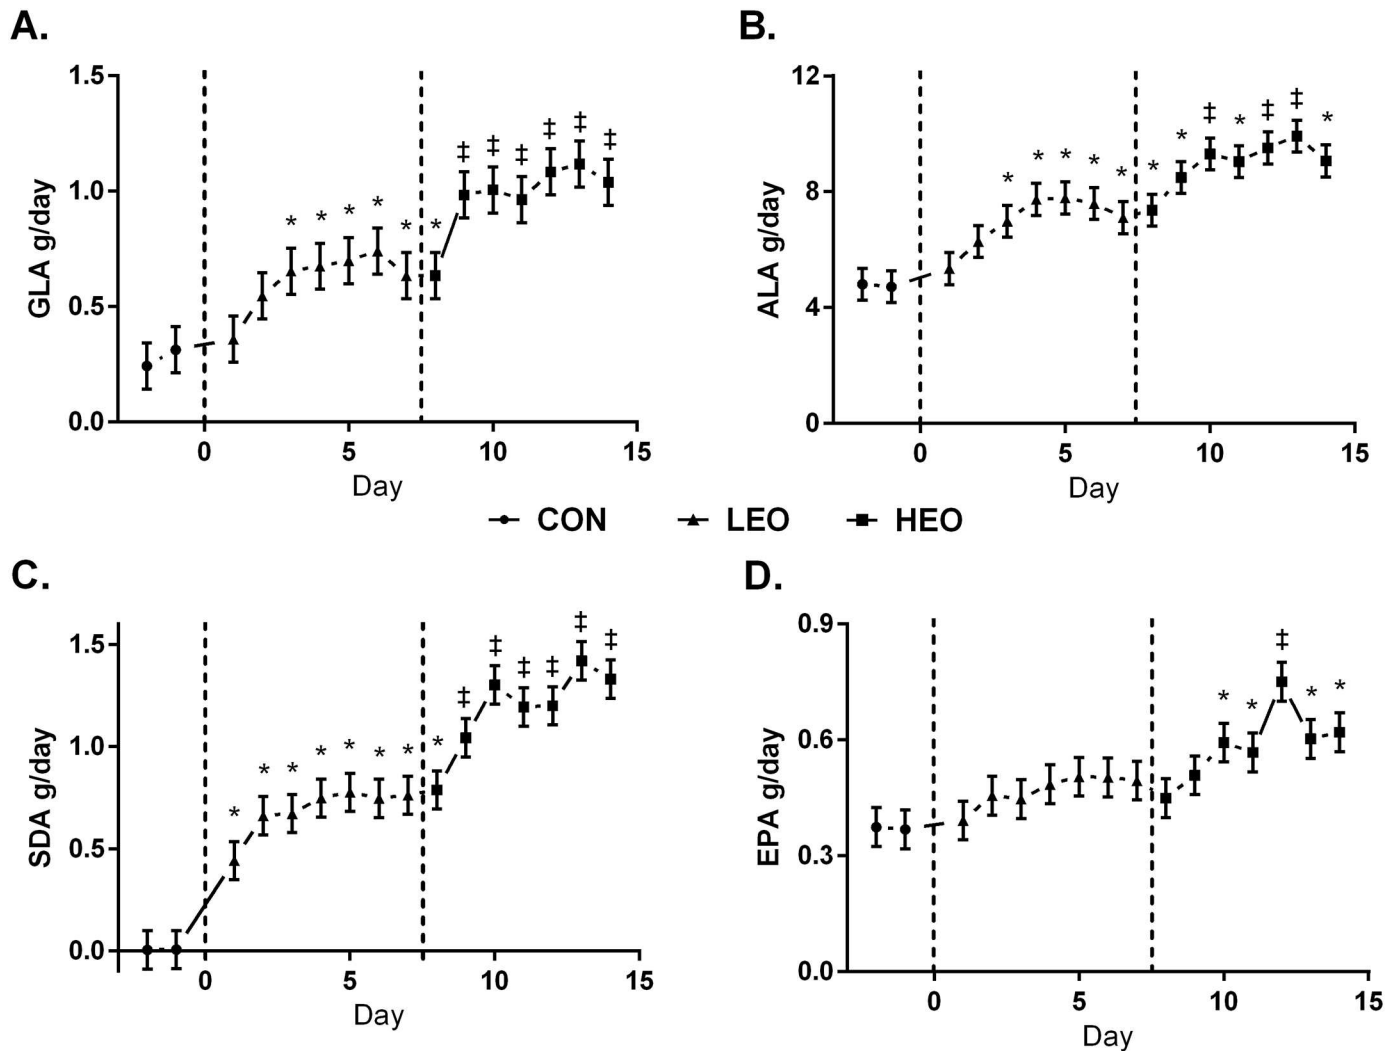 A.
1.5
1.0
0.5
0.0
GLA g/day
* * * * * * ‡ ‡ ‡ ‡ ‡ ‡
0 5 10 15
Day
B.
12
8
4
0
ALA g/day
* * * * * * * ‡ * ‡ ‡ *
0 5 10 15
Day
CON LEO HEO
C.
1.5
1.0
0.5
0.0
SDA g/day
* * * * * * * * ‡ ‡ ‡ ‡ ‡ ‡
0 5 10 15
Day
D.
0.9
0.6
0.3
0.0
EPA g/day
* * ‡ * *
0 5 10 15
Day